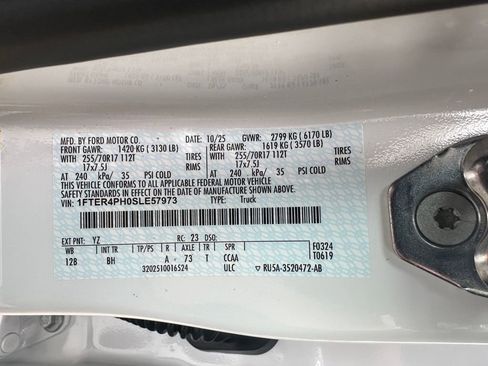 MFD. BY FORD MOTOR CO. 10/25 GVWR: 2799 KG ( 6170 LB)
FRONT GAWR: 1420 KG ( 3130 LB) REAR GAWR: 1619 KG ( 3570 LB)
WITH 255/70R17 112T TIRES WITH 255/70R17 112T TIRES
17x7.5J RIMS 17x7.5J RIMS
AT 240 kPa/ 35 PSI COLD AT 240 kPa/ 35 PSI COLD
THIS VEHICLE CONFORMS TO ALL APPLICABLE FEDERAL MOTOR VEHICLE
SAFETY STANDARDS IN EFFECT ON THE DATE OF MANUFACTURE SHOWN ABOVE.
VIN: 1FTER4PH0SLE57973 TYPE: Truck
EXT PNT: YZ RC: 23 DSO:
WB INT TR TP/PS R AXLE TR SPR F0324
128 BH A 73 T CCAA T0619
3202510016524 ULC RU5A-3520472-AB